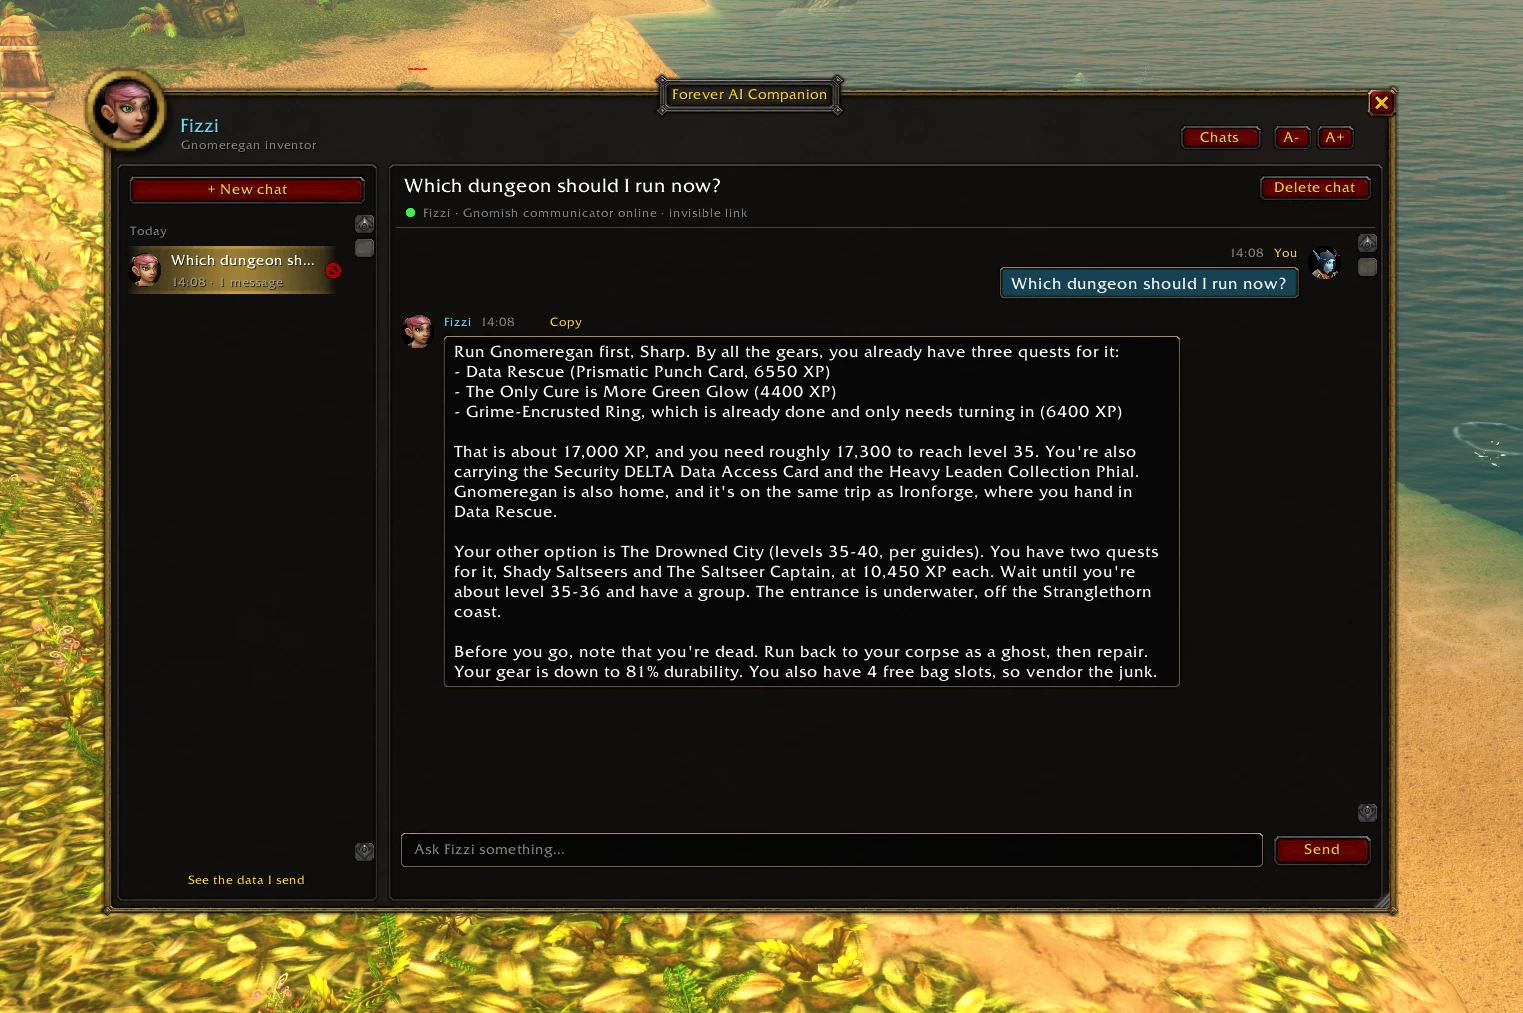 Forever AI Companion
Fizzi
Gnomeregan inventor
Chats
A-
A+
+ New chat
Today
Which dungeon sh...
14:08 · 1 message
See the data I send
Which dungeon should I run now?
Delete chat
Fizzi · Gnomish communicator online · invisible link
14:08 You
Which dungeon should I run now?
Fizzi 14:08 Copy
Run Gnomeregan first, Sharp. By all the gears, you already have three quests for it:
- Data Rescue (Prismatic Punch Card, 6550 XP)
- The Only Cure is More Green Glow (4400 XP)
- Grime-Encrusted Ring, which is already done and only needs turning in (6400 XP)
That is about 17,000 XP, and you need roughly 17,300 to reach level 35. You're also
carrying the Security DELTA Data Access Card and the Heavy Leaden Collection Phial.
Gnomeregan is also home, and it's on the same trip as Ironforge, where you hand in
Data Rescue.
Your other option is The Drowned City (levels 35-40, per guides). You have two quests
for it, Shady Saltseers and The Saltseer Captain, at 10,450 XP each. Wait until you're
about level 35-36 and have a group. The entrance is underwater, off the Stranglethorn
coast.
Before you go, note that you're dead. Run back to your corpse as a ghost, then repair.
Your gear is down to 81% durability. You also have 4 free bag slots, so vendor the junk.
Ask Fizzi something...
Send